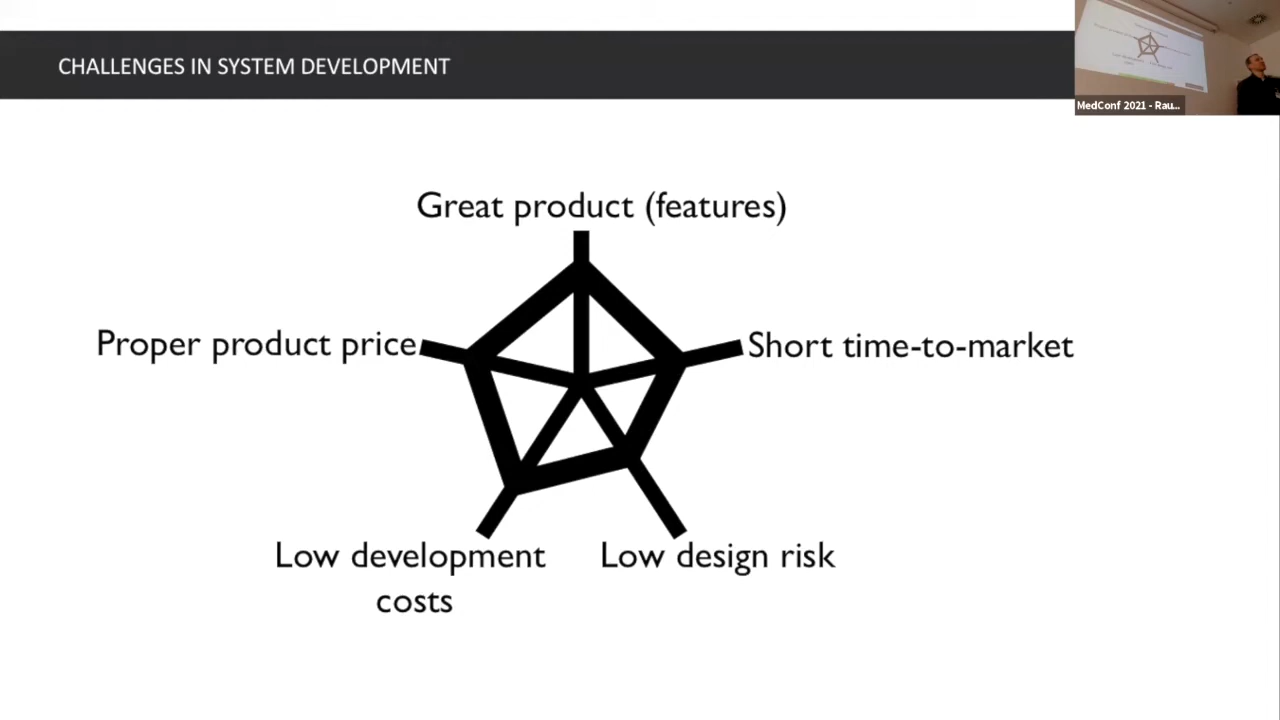 CHALLENGES IN SYSTEM DEVELOPMENT
MedConf 2021 - Rau...
Great product (features)
Proper product price
Short time-to-market
Low development
costs
Low design risk